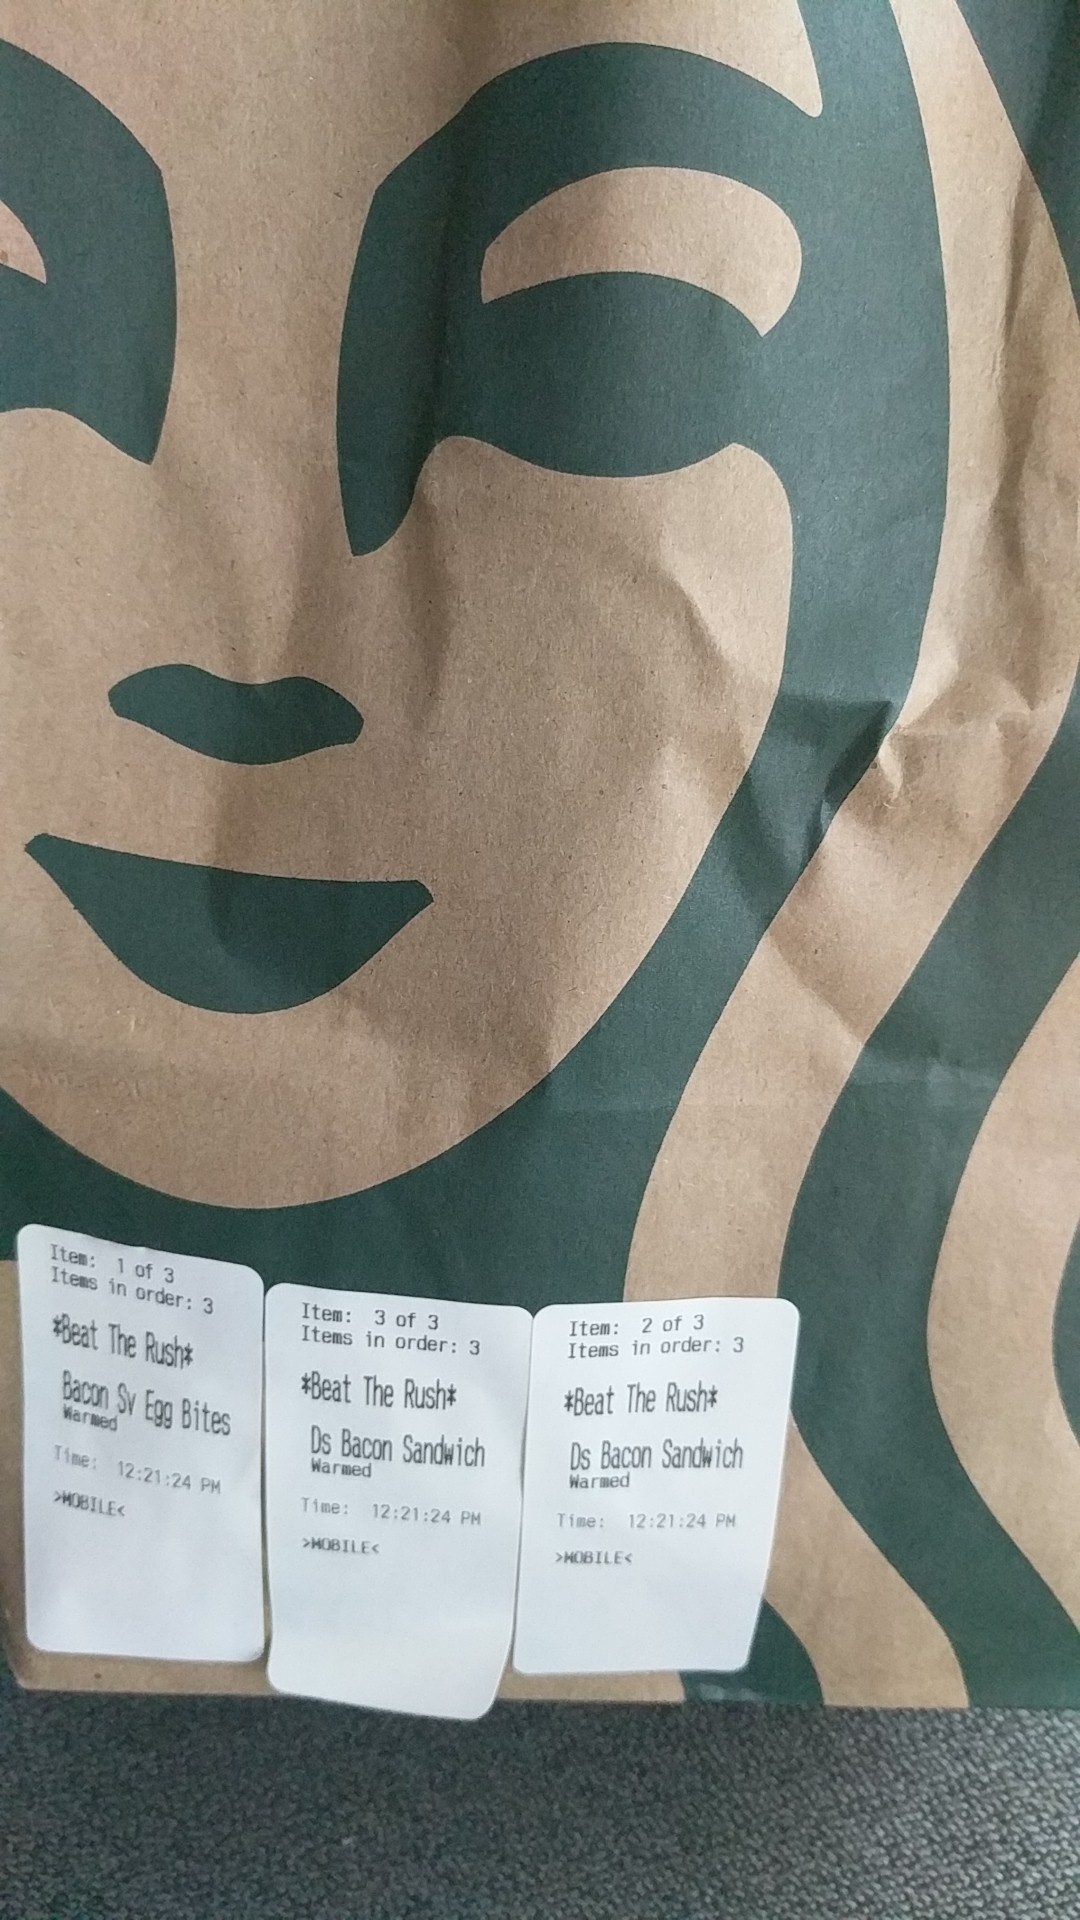 Item: 1 of 3
Items in order: 3
*Beat The Rush*
Bacon Sv Egg Bites
Warmed
Time: 12:21:24 PM
>MOBILE<
Item: 3 of 3
Items in order: 3
*Beat The Rush*
Ds Bacon Sandwich
Warmed
Time: 12:21:24 PM
>MOBILE<
Item: 2 of 3
Items in order: 3
*Beat The Rush*
Ds Bacon Sandwich
Warmed
Time: 12:21:24 PM
>MOBILE<